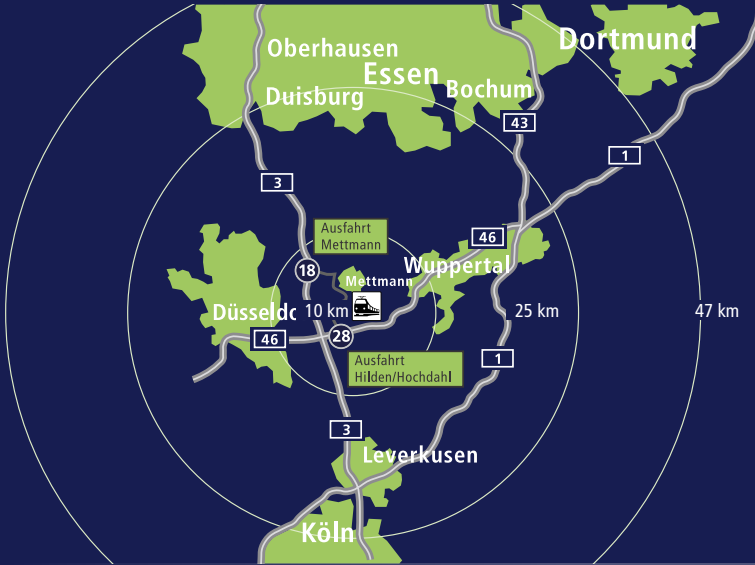 Oberhausen
Dortmund
Essen
Duisburg
Bochum
43
1
3
Ausfahrt
Mettmann
46
18
Wuppertal
Mettmann
Düsseldo
10 km
25 km
47 km
46
28
Ausfahrt
Hilden/Hochdahl
1
3
Leverkusen
Köln